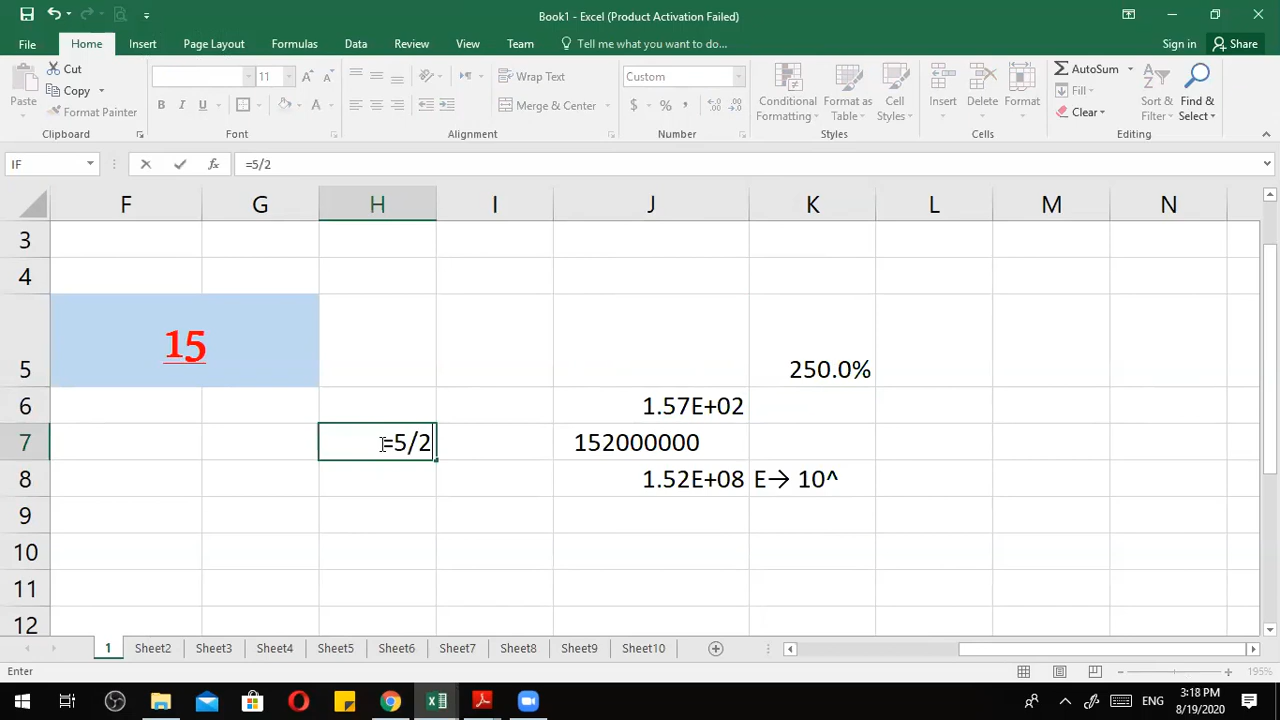 Book1 - Excel (Product Activation Failed)
File Home Insert Page Layout Formulas Data Review View Team Tell me what you want to do... Sign in Share
Paste Cut Copy Format Painter Clipboard
11 B I U A A A Font
Wrap Text Merge & Center Alignment
Custom $ % , Number
Conditional Formatting Format as Table Cell Styles Styles
Insert Delete Format Cells
AutoSum Fill Clear Sort & Filter Find & Select Editing
IF fx =5/2
F G H I J K L M N
3
4
5 15 250.0%
6 1.57E+02
7 =5/2 152000000
8 1.52E+08 E→ 10^
9
10
11
12
1 Sheet2 Sheet3 Sheet4 Sheet5 Sheet6 Sheet7 Sheet8 Sheet9 Sheet10
Enter 195%
ENG 3:18 PM
8/19/2020